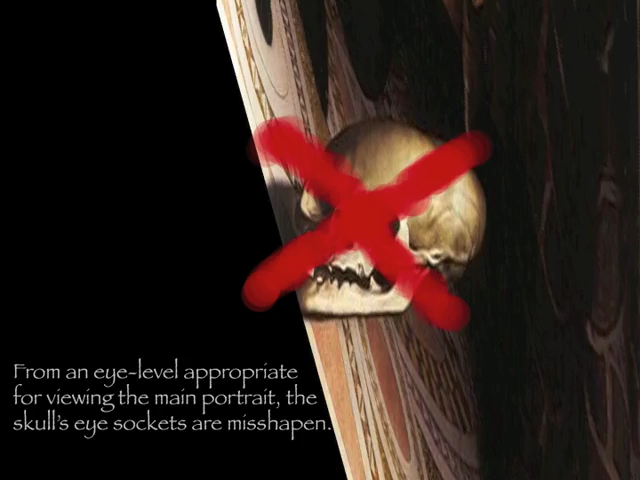 From an eye-level appropriate
for viewing the main portrait, the
skull's eye sockets are misshapen.